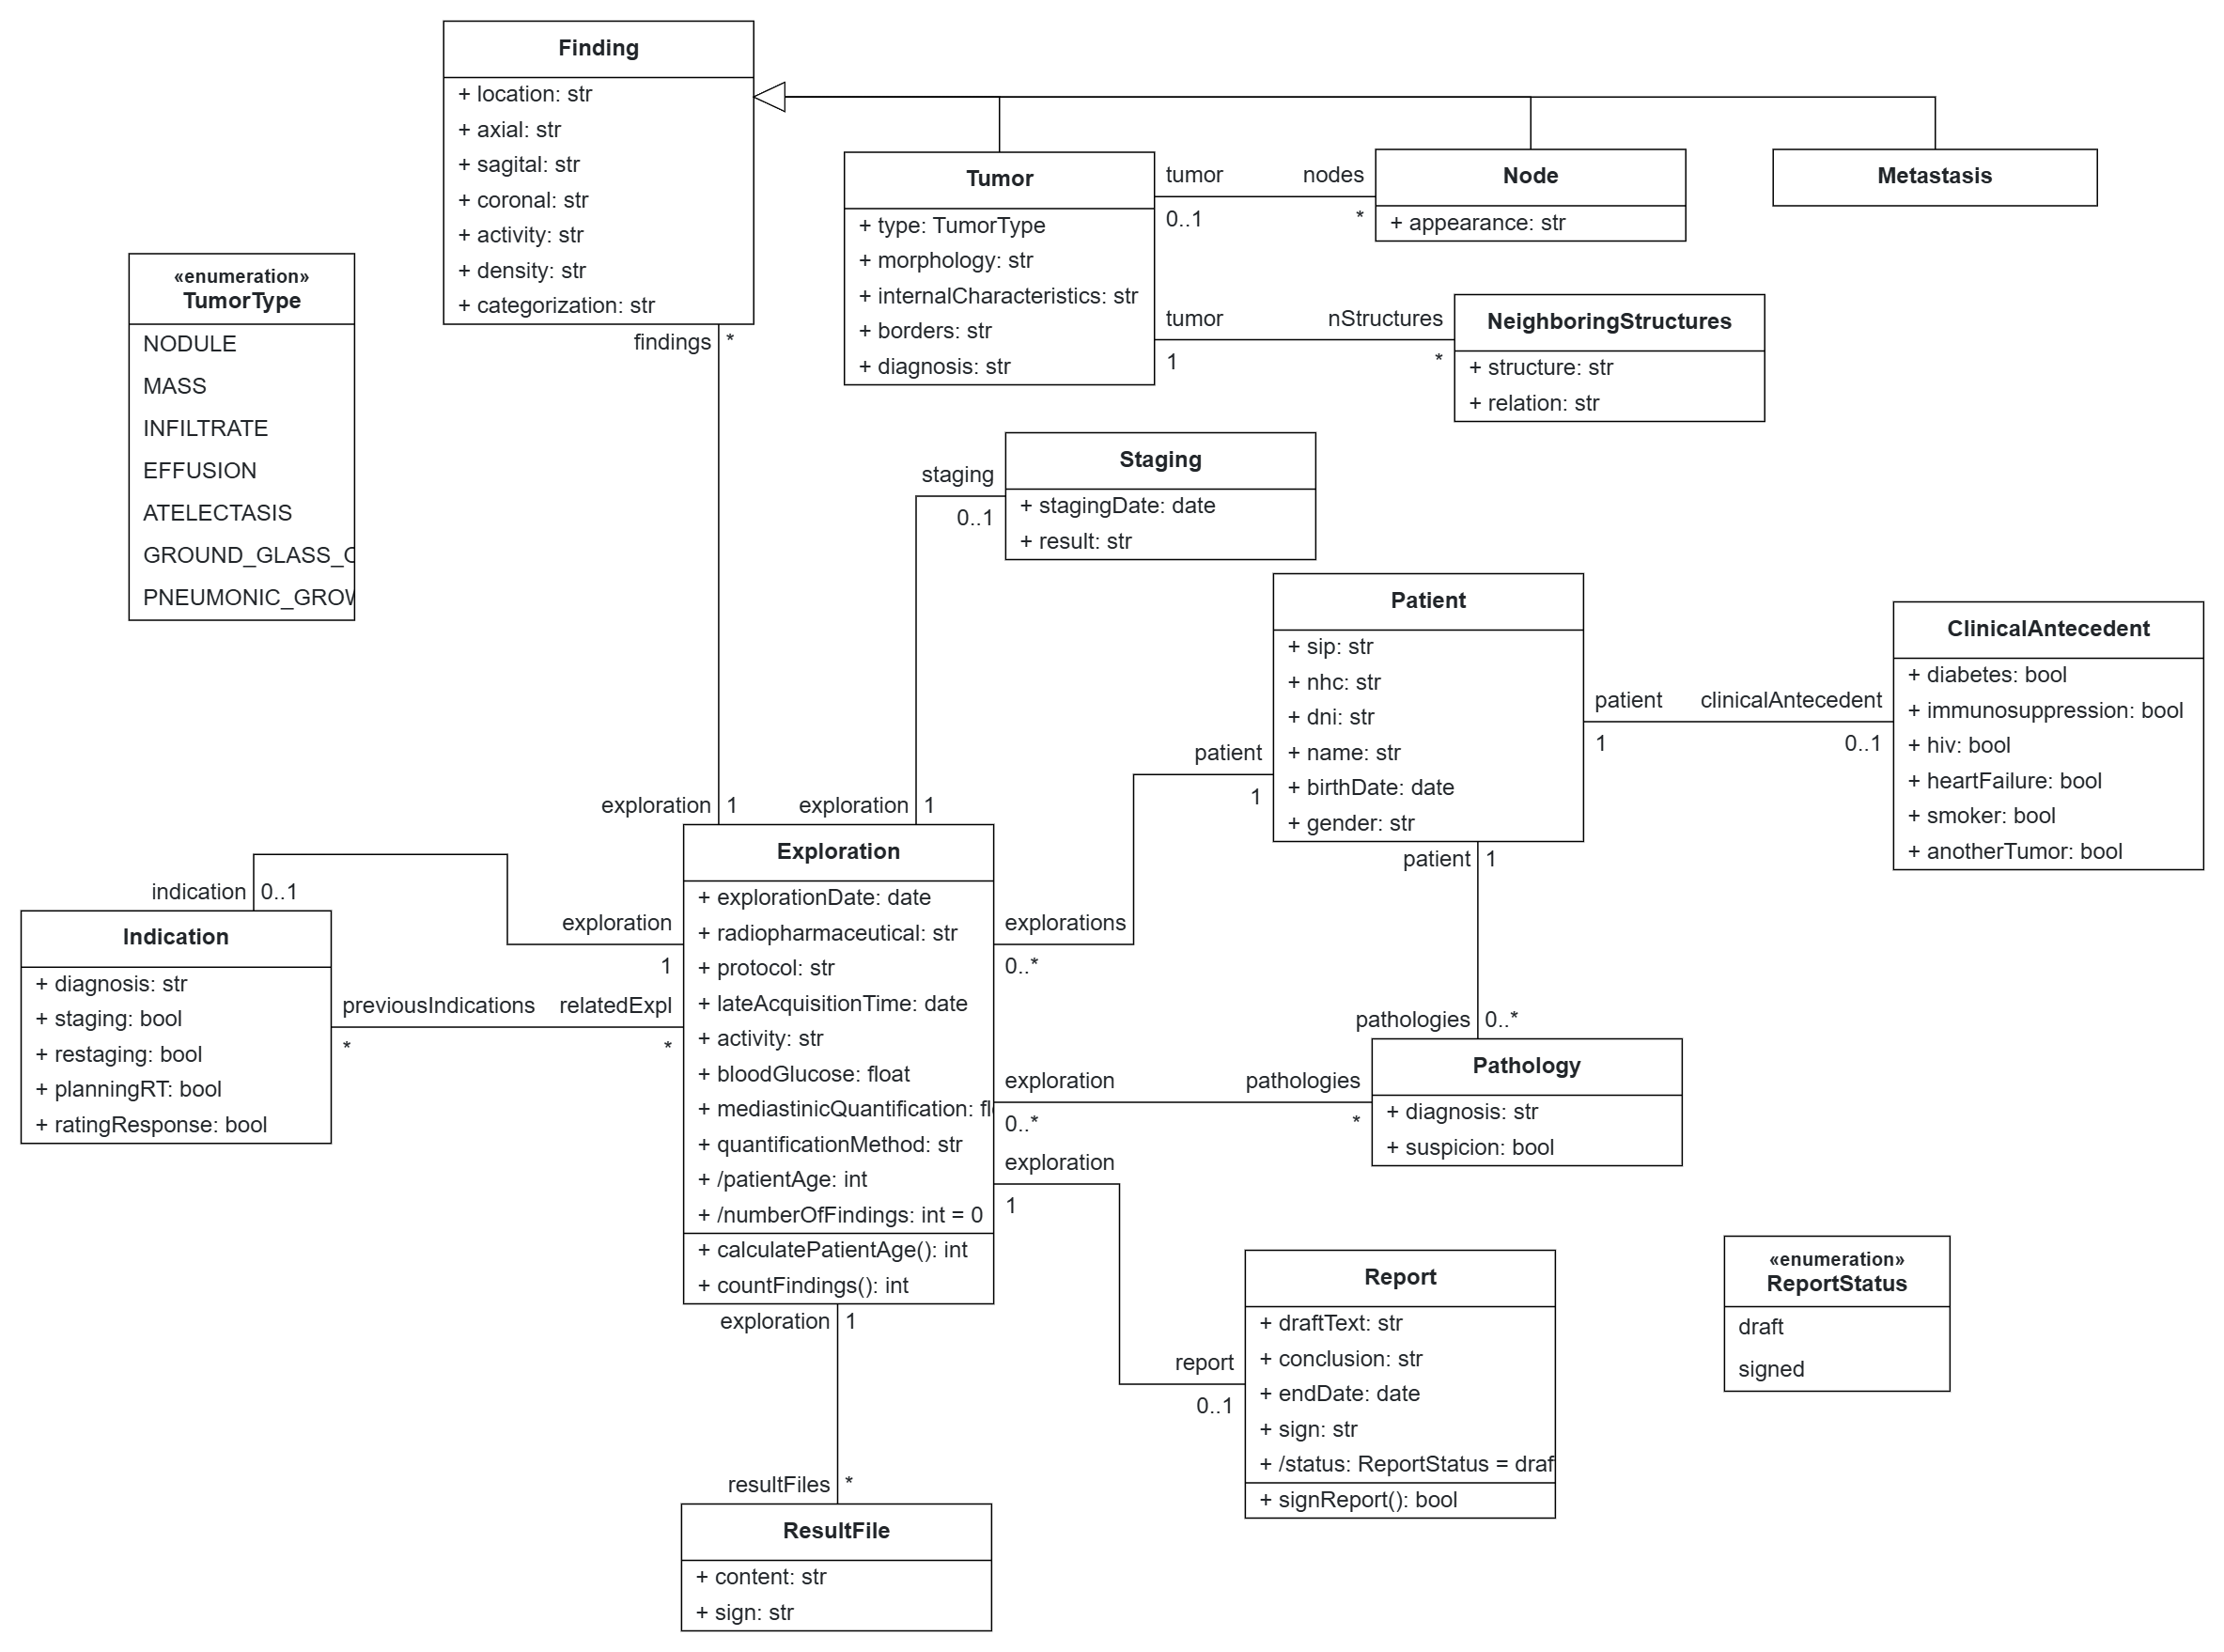 Finding
+ location: str
+ axial: str
+ sagital: str
+ coronal: str
+ activity: str
+ density: str
+ categorization: str
findings *
«enumeration»
TumorType
NODULE
MASS
INFILTRATE
EFFUSION
ATELECTASIS
GROUND_GLASS_
PNEUMONIC_GROW
Tumor
+ type: TumorType
+ morphology: str
+ internalCharacteristics: str
+ borders: str
+ diagnosis: str
tumor nodes
0..1 *
Node
+ appearance: str
Metastasis
tumor nStructures
1 *
NeighboringStructures
+ structure: str
+ relation: str
staging
0..1
Staging
+ stagingDate: date
+ result: str
Patient
+ sip: str
+ nhc: str
+ dni: str
+ name: str
+ birthDate: date
+ gender: str
patient clinicalAntecedent
1 0..1
ClinicalAntecedent
+ diabetes: bool
+ immunosuppression: bool
+ hiv: bool
+ heartFailure: bool
+ smoker: bool
+ anotherTumor: bool
patient
1
exploration 1 exploration 1
patient 1
indication 0..1
exploration
1
Indication
+ diagnosis: str
+ staging: bool
+ restaging: bool
+ planningRT: bool
+ ratingResponse: bool
previousIndications relatedExpl
* *
Exploration
+ explorationDate: date
+ radiopharmaceutical: str
+ protocol: str
+ lateAcquisitionTime: date
+ activity: str
+ bloodGlucose: float
+ mediastinicQuantification: fl
+ quantificationMethod: str
+ /patientAge: int
+ /numberOfFindings: int = 0
+ calculatePatientAge(): int
+ countFindings(): int
explorations
0..*
pathologies 0..*
exploration pathologies
0..* *
Pathology
+ diagnosis: str
+ suspicion: bool
exploration
1
report
0..1
Report
+ draftText: str
+ conclusion: str
+ endDate: date
+ sign: str
+ /status: ReportStatus = draf
+ signReport(): bool
«enumeration»
ReportStatus
draft
signed
exploration 1
resultFiles *
ResultFile
+ content: str
+ sign: str